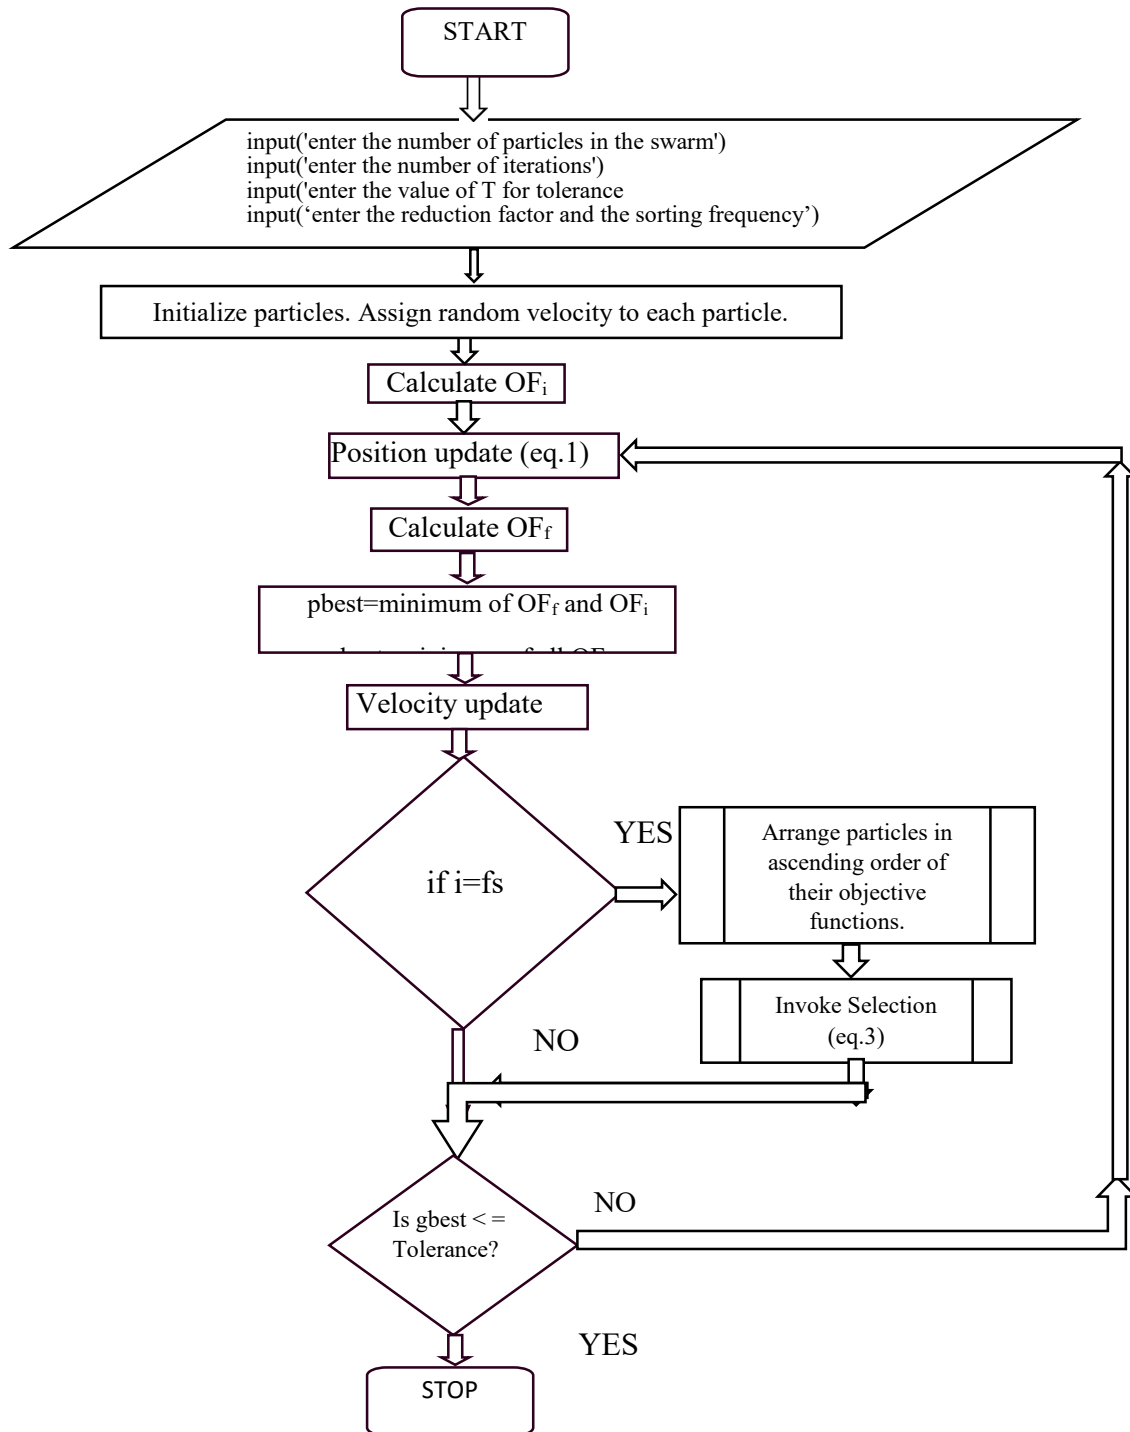 START
input('enter the number of particles in the swarm')
input('enter the number of iterations')
input('enter the value of T for tolerance
input(‘enter the reduction factor and the sorting frequency’)
Initialize particles. Assign random velocity to each particle.
Calculate OFi
Position update (eq.1)
Calculate OFf
pbest=minimum of OFf and OFi
Velocity update
if i=fs
YES
Arrange particles in
ascending order of
their objective
functions.
Invoke Selection
(eq.3)
NO
Is gbest < =
Tolerance?
NO
YES
STOP